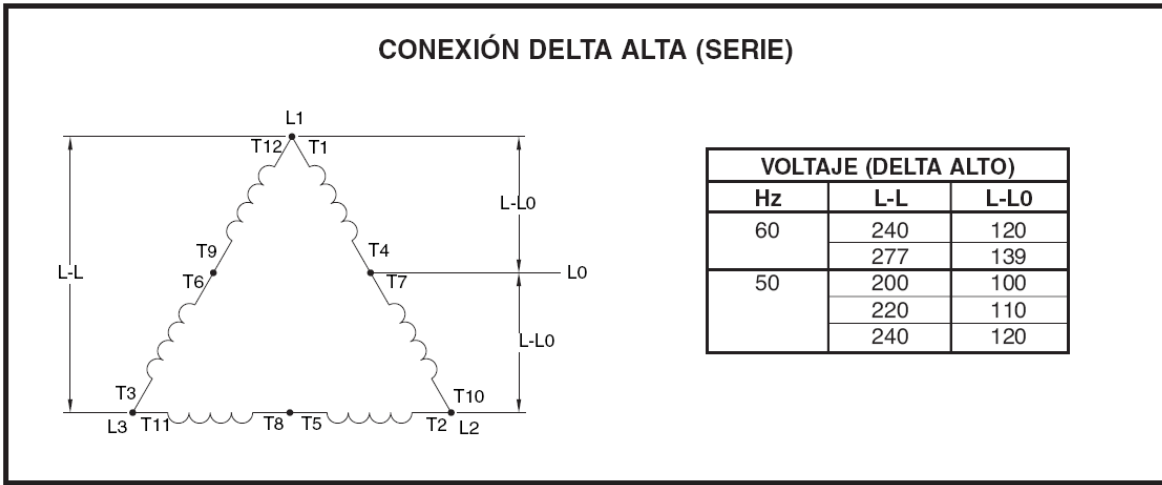 CONEXIÓN DELTA ALTA (SERIE)
L1
T12 T1
L-L0
T9 T4
L-L T6 T7 L0
L-L0
T3 T10
L3 T11 T8 T5 T2 L2
VOLTAJE (DELTA ALTO)
Hz L-L L-L0
60 240 120
277 139
50 200 100
220 110
240 120